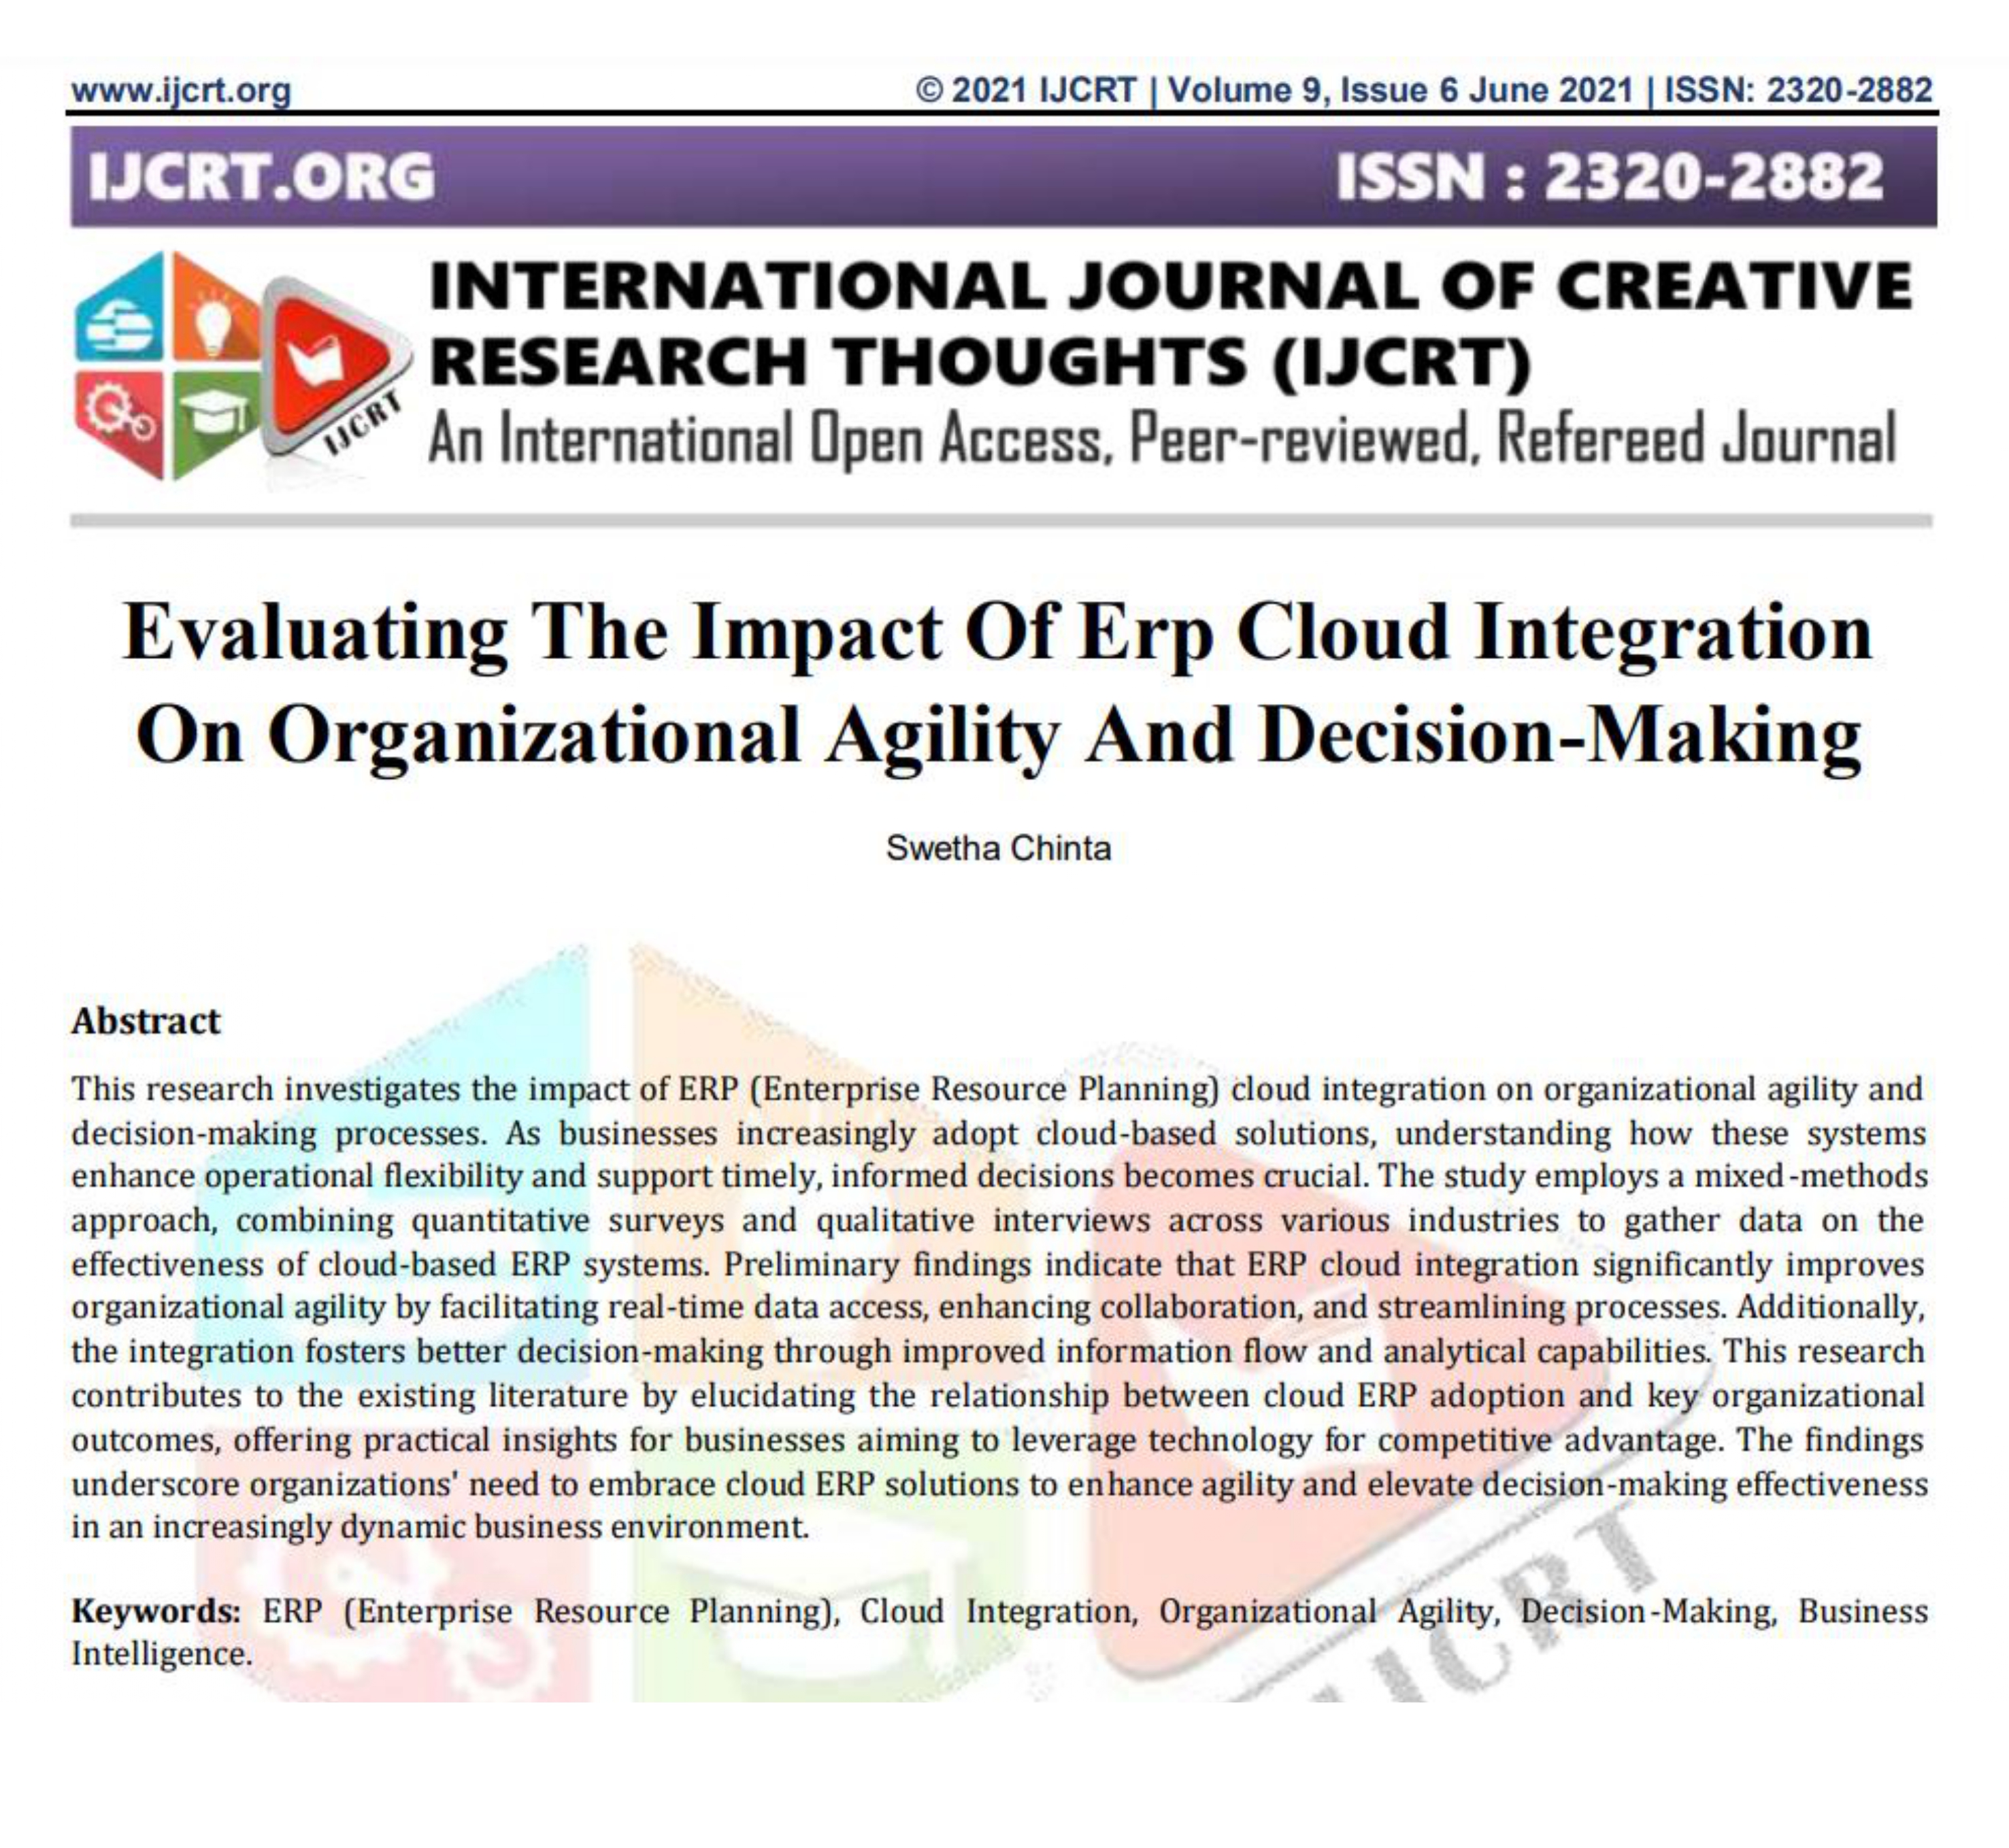 www.ijcrt.org © 2021 IJCRT | Volume 9, Issue 6 June 2021 | ISSN: 2320-2882
IJCRT.ORG ISSN : 2320-2882
INTERNATIONAL JOURNAL OF CREATIVE
RESEARCH THOUGHTS (IJCRT)
An International Open Access, Peer-reviewed, Refereed Journal
IJCRT
Evaluating The Impact Of Erp Cloud Integration
On Organizational Agility And Decision-Making
Swetha Chinta
Abstract
This research investigates the impact of ERP (Enterprise Resource Planning) cloud integration on organizational agility and
decision-making processes. As businesses increasingly adopt cloud-based solutions, understanding how these systems
enhance operational flexibility and support timely, informed decisions becomes crucial. The study employs a mixed-methods
approach, combining quantitative surveys and qualitative interviews across various industries to gather data on the
effectiveness of cloud-based ERP systems. Preliminary findings indicate that ERP cloud integration significantly improves
organizational agility by facilitating real-time data access, enhancing collaboration, and streamlining processes. Additionally,
the integration fosters better decision-making through improved information flow and analytical capabilities. This research
contributes to the existing literature by elucidating the relationship between cloud ERP adoption and key organizational
outcomes, offering practical insights for businesses aiming to leverage technology for competitive advantage. The findings
underscore organizations' need to embrace cloud ERP solutions to enhance agility and elevate decision-making effectiveness
in an increasingly dynamic business environment.
Keywords: ERP (Enterprise Resource Planning), Cloud Integration, Organizational Agility, Decision-Making, Business
Intelligence.
IJCRT